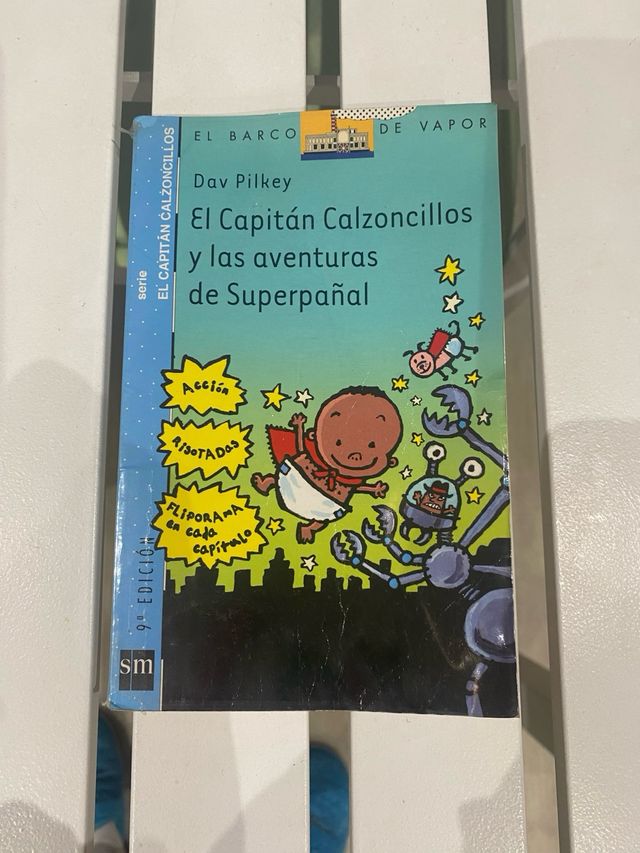 EL BARCO DE VAPOR
Dav Pilkey
El Capitán Calzoncillos
y las aventuras
de Superpañal
serie
EL CAPITÁN CALZONCILLOS
ACCIÓN
RISOTADAS
FLIPORAMA
en cada
capítulo
9ª EDICIÓN
sm